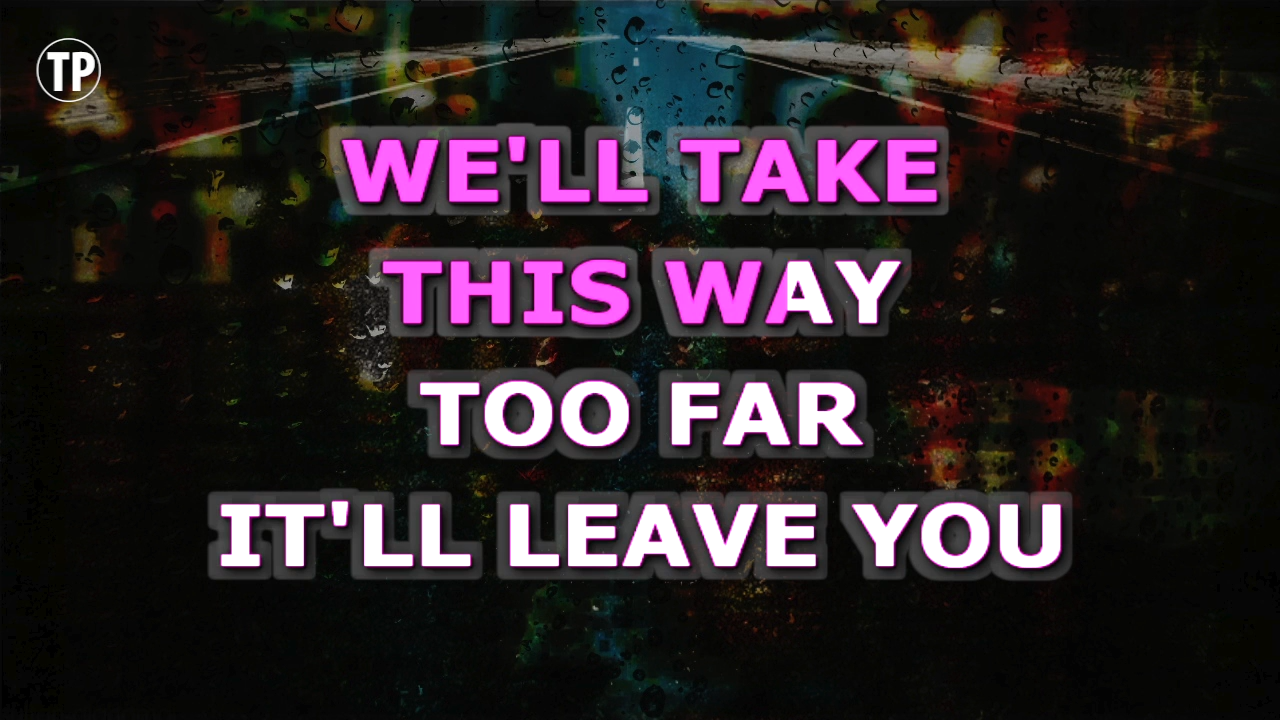 TP
WE'LL TAKE
THIS WAY
TOO FAR
IT'LL LEAVE YOU